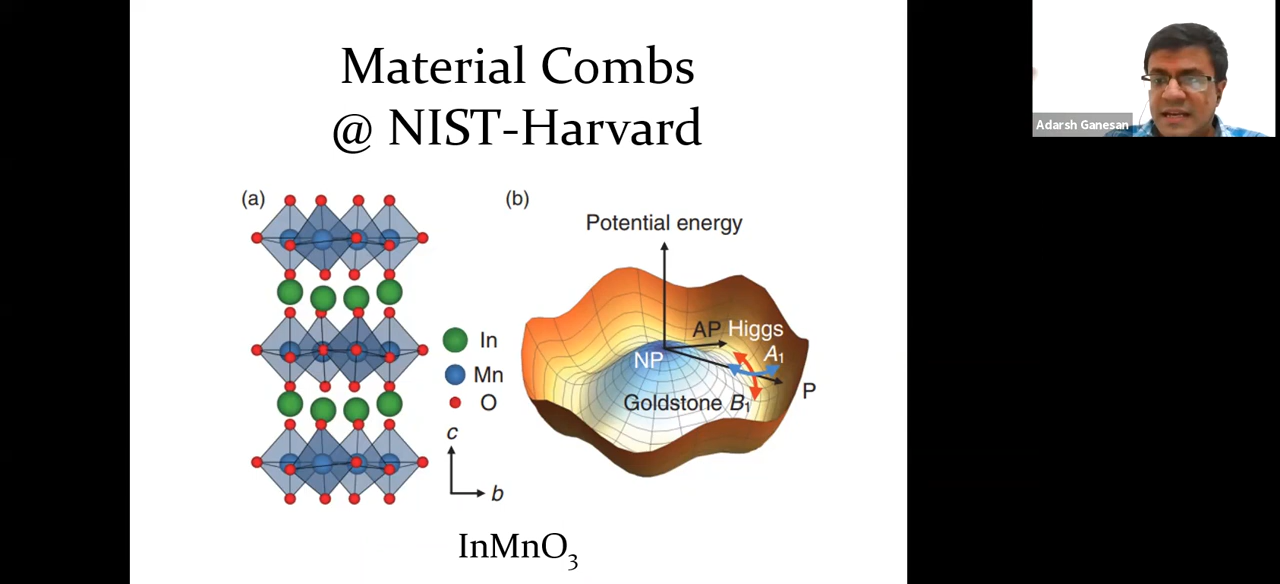 Material Combs
@ NIST-Harvard
Adarsh Ganesan
(a)
(b)
Potential energy
In
Mn
O
c
b
AP Higgs
A₁
NP
P
Goldstone B₁
InMnO₃